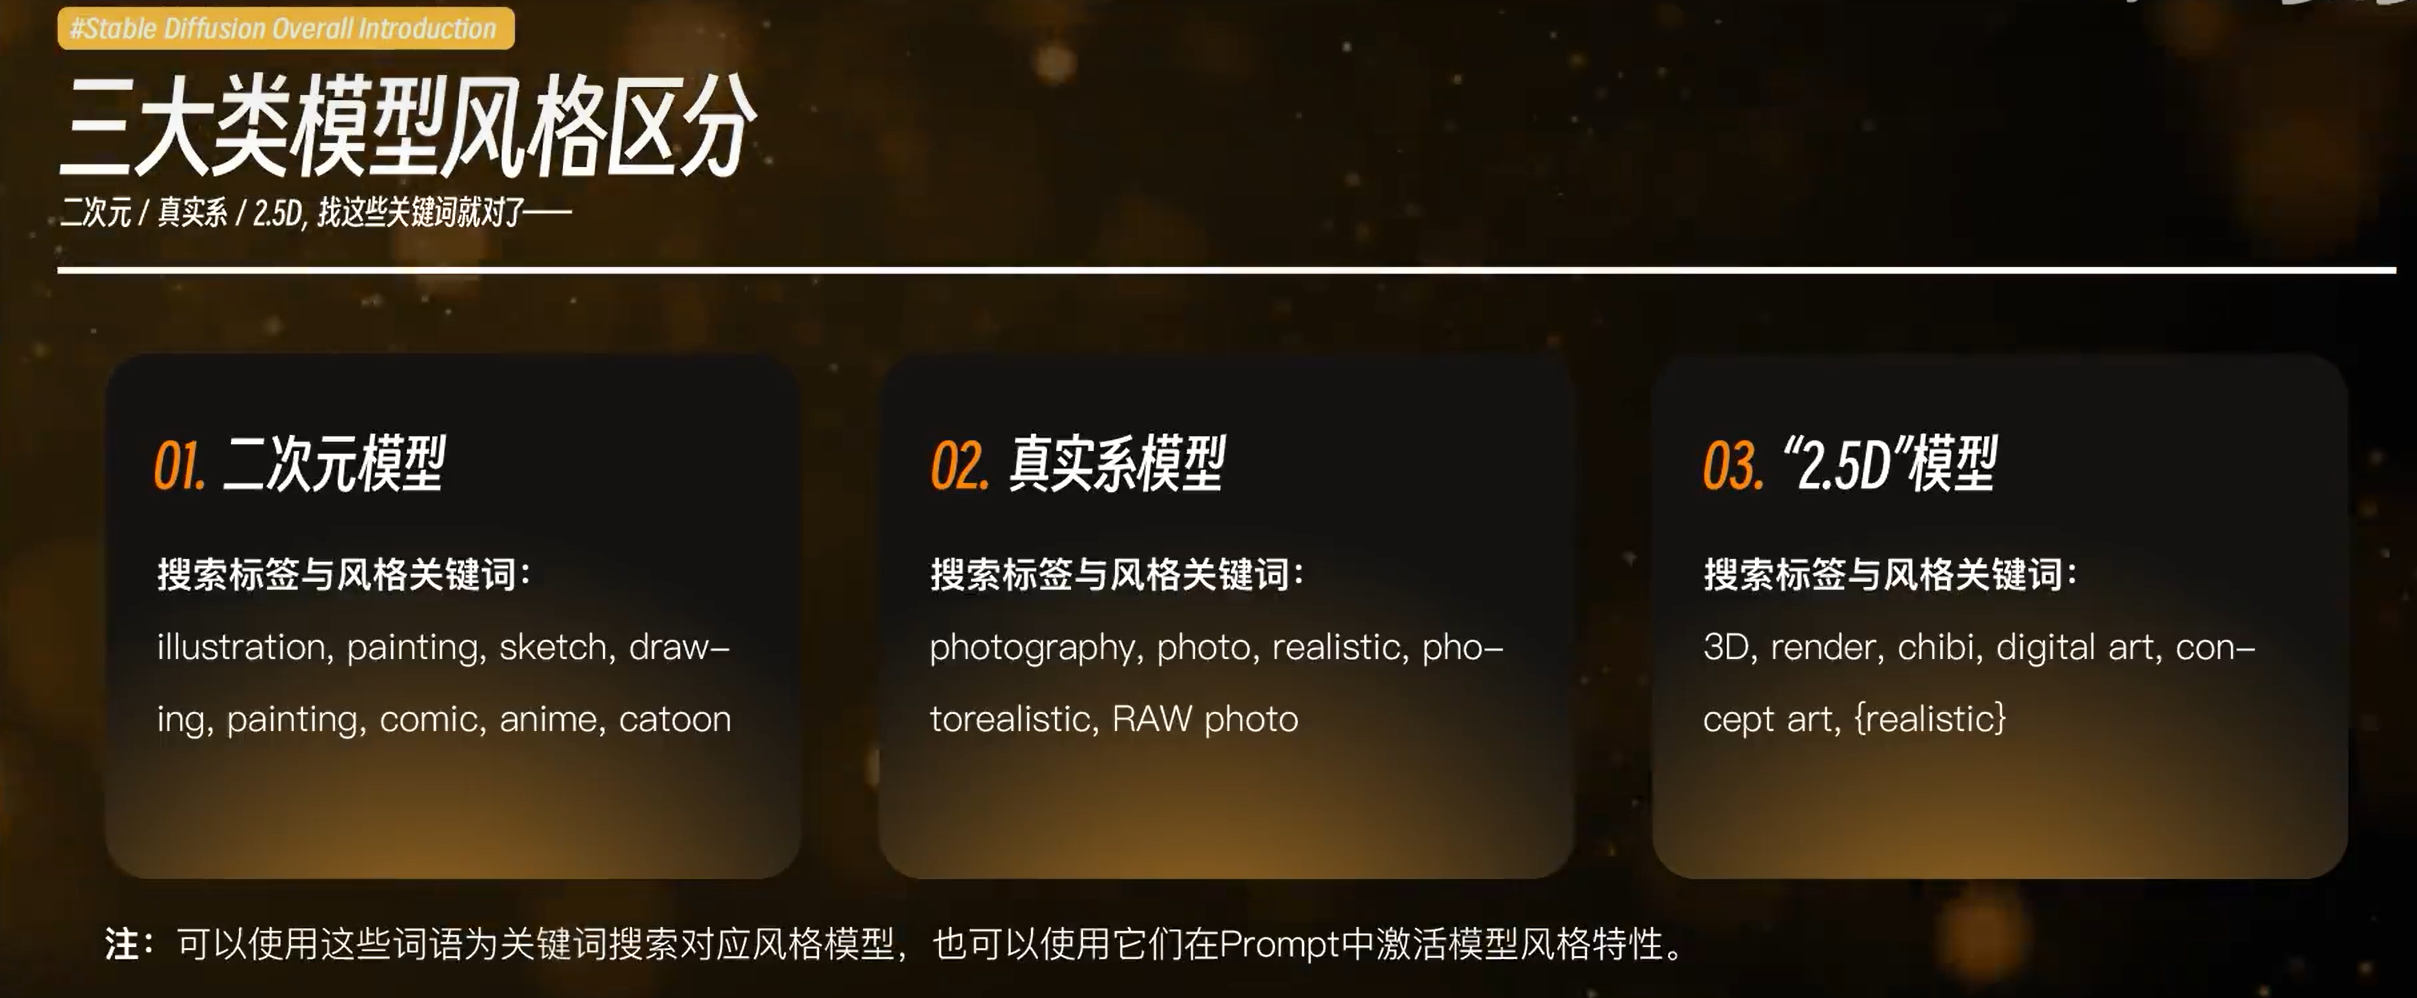 #Stable Diffusion Overall Introduction
三大类模型风格区分
二次元 / 真实系 / 2.5D, 找这些关键词就对了——
01. 二次元模型
搜索标签与风格关键词：
illustration, painting, sketch, draw-
ing, painting, comic, anime, catoon
02. 真实系模型
搜索标签与风格关键词：
photography, photo, realistic, pho-
torealistic, RAW photo
03. “2.5D”模型
搜索标签与风格关键词：
3D, render, chibi, digital art, con-
cept art, {realistic}
注：可以使用这些词语为关键词搜索对应风格模型，也可以使用它们在Prompt中激活模型风格特性。